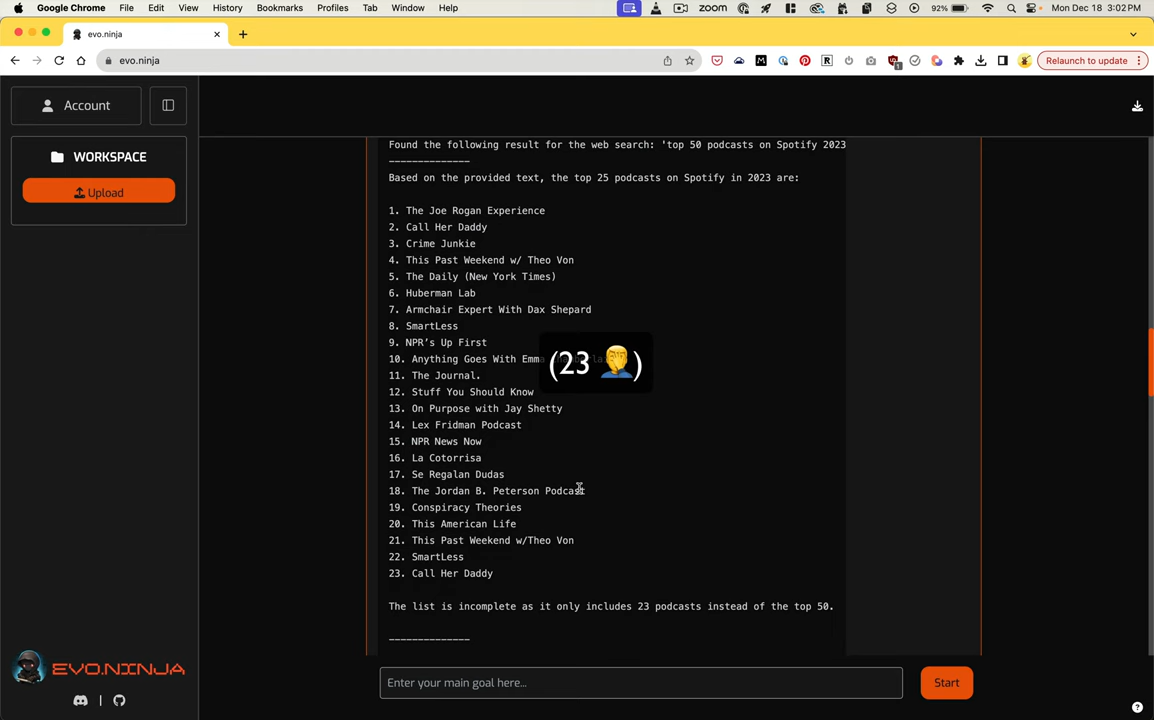 Google Chrome File Edit View History Bookmarks Profiles Tab Window Help zoom 92% Mon Dec 18 3:02 PM
evo.ninja
evo.ninja Relaunch to update
Account
WORKSPACE
Upload
Found the following result for the web search: 'top 50 podcasts on Spotify 2023
--------------
Based on the provided text, the top 25 podcasts on Spotify in 2023 are:
1. The Joe Rogan Experience
2. Call Her Daddy
3. Crime Junkie
4. This Past Weekend w/ Theo Von
5. The Daily (New York Times)
6. Huberman Lab
7. Armchair Expert With Dax Shepard
8. SmartLess
9. NPR's Up First
10. Anything Goes With Emma
(23 🤦‍♂️)
11. The Journal.
12. Stuff You Should Know
13. On Purpose with Jay Shetty
14. Lex Fridman Podcast
15. NPR News Now
16. La Cotorrisa
17. Se Regalan Dudas
18. The Jordan B. Peterson Podcast
19. Conspiracy Theories
20. This American Life
21. This Past Weekend w/Theo Von
22. SmartLess
23. Call Her Daddy
The list is incomplete as it only includes 23 podcasts instead of the top 50.
--------------
EVO.NINJA
Enter your main goal here...
Start